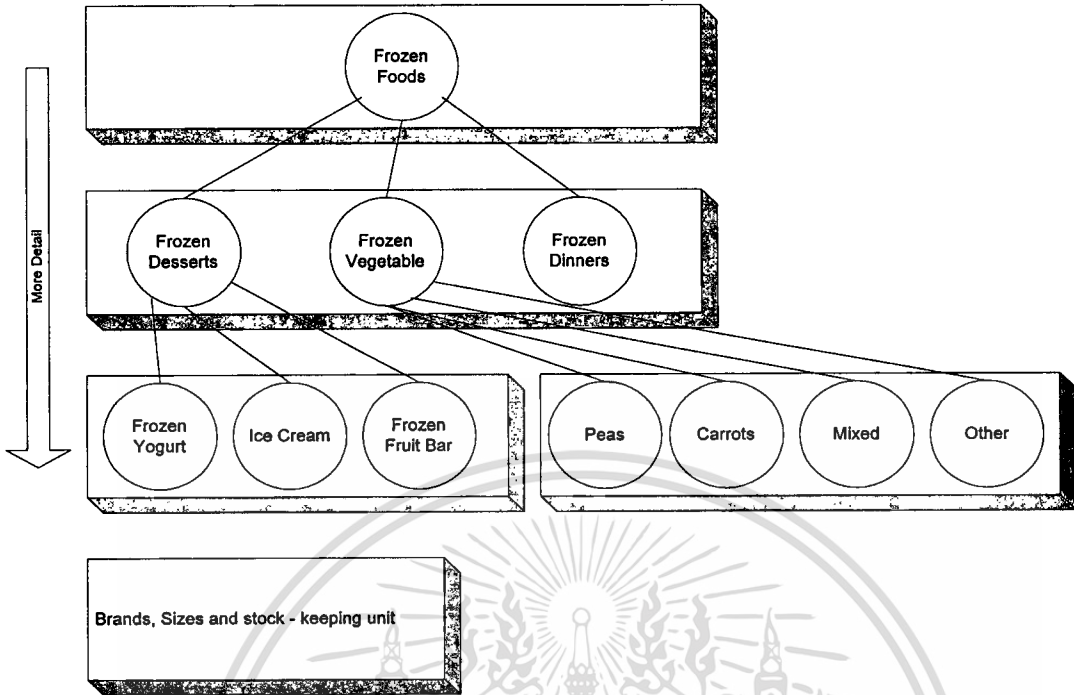 Frozen
Foods
More Detail
Frozen
Desserts
Frozen
Vegetable
Frozen
Dinners
Frozen
Yogurt
Ice Cream
Frozen
Fruit Bar
Peas
Carrots
Mixed
Other
Brands, Sizes and stock - keeping unit